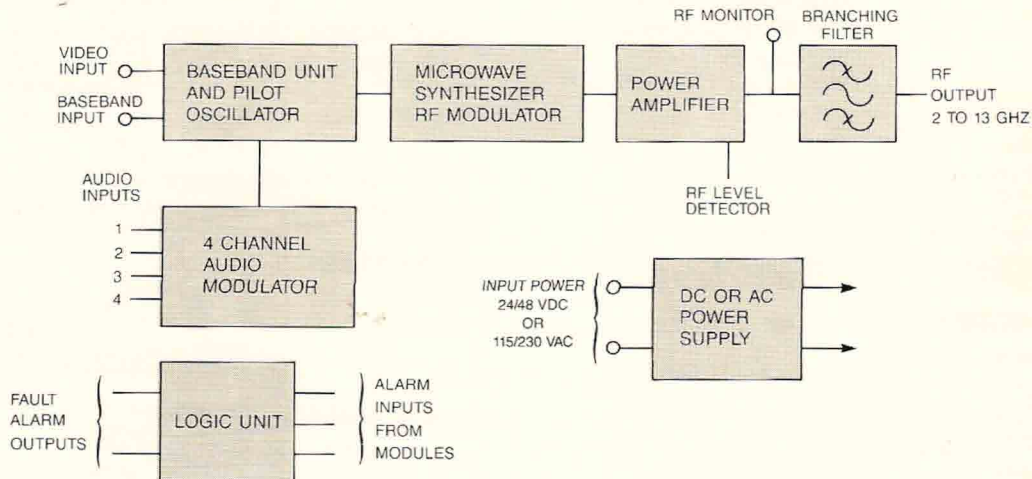 VIDEO
INPUT
BASEBAND
INPUT
BASEBAND UNIT
AND PILOT
OSCILLATOR
MICROWAVE
SYNTHESIZER
RF MODULATOR
POWER
AMPLIFIER
RF MONITOR
BRANCHING
FILTER
RF
OUTPUT
2 TO 13 GHZ
RF LEVEL
DETECTOR
AUDIO
INPUTS
1
2
3
4
4 CHANNEL
AUDIO
MODULATOR
INPUT POWER
24/48 VDC
OR
115/230 VAC
DC OR AC
POWER
SUPPLY
FAULT
ALARM
OUTPUTS
LOGIC UNIT
ALARM
INPUTS
FROM
MODULES